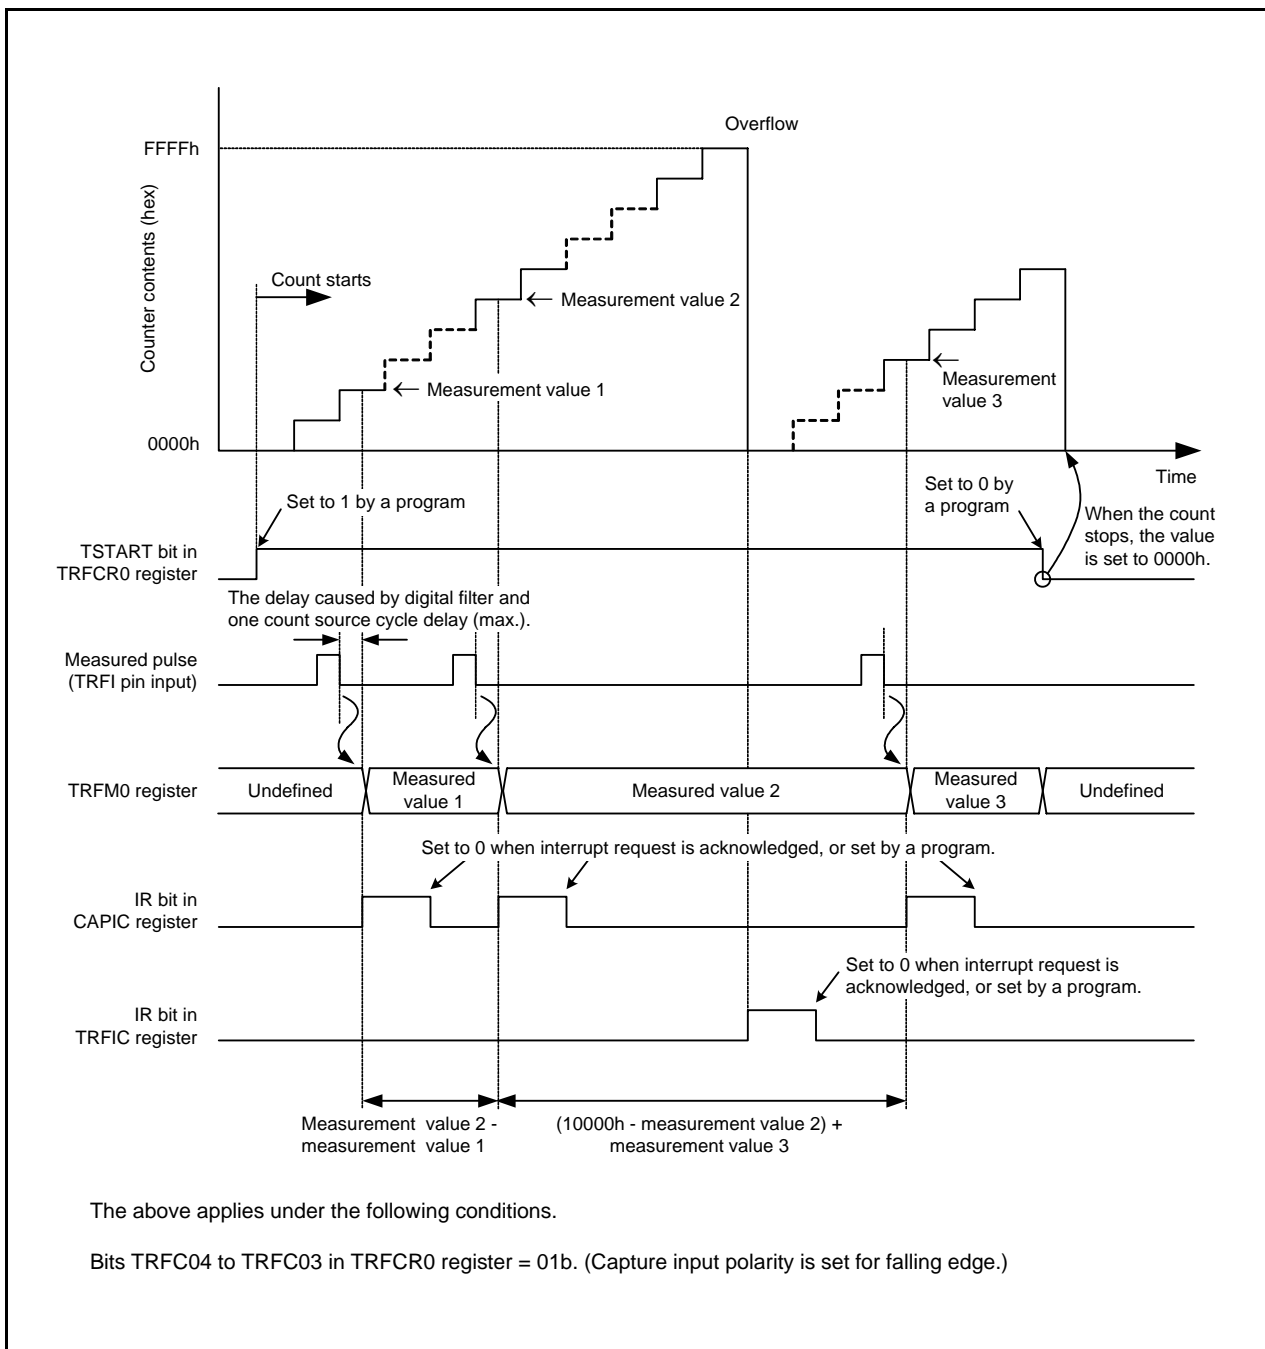 Overflow
FFFFh
Counter contents (hex)
Count starts
Measurement value 2
Measurement value 1
Measurement
value 3
0000h
Time
Set to 1 by a program
Set to 0 by
a program
When the count
stops, the value
is set to 0000h.
TSTART bit in
TRFCR0 register
The delay caused by digital filter and
one count source cycle delay (max.).
Measured pulse
(TRFI pin input)
TRFM0 register
Undefined
Measured
value 1
Measured value 2
Measured
value 3
Undefined
Set to 0 when interrupt request is acknowledged, or set by a program.
IR bit in
CAPIC register
Set to 0 when interrupt request is
acknowledged, or set by a program.
IR bit in
TRFIC register
Measurement value 2 -
measurement value 1
(10000h - measurement value 2) +
measurement value 3
The above applies under the following conditions.
Bits TRFC04 to TRFC03 in TRFCR0 register = 01b. (Capture input polarity is set for falling edge.)